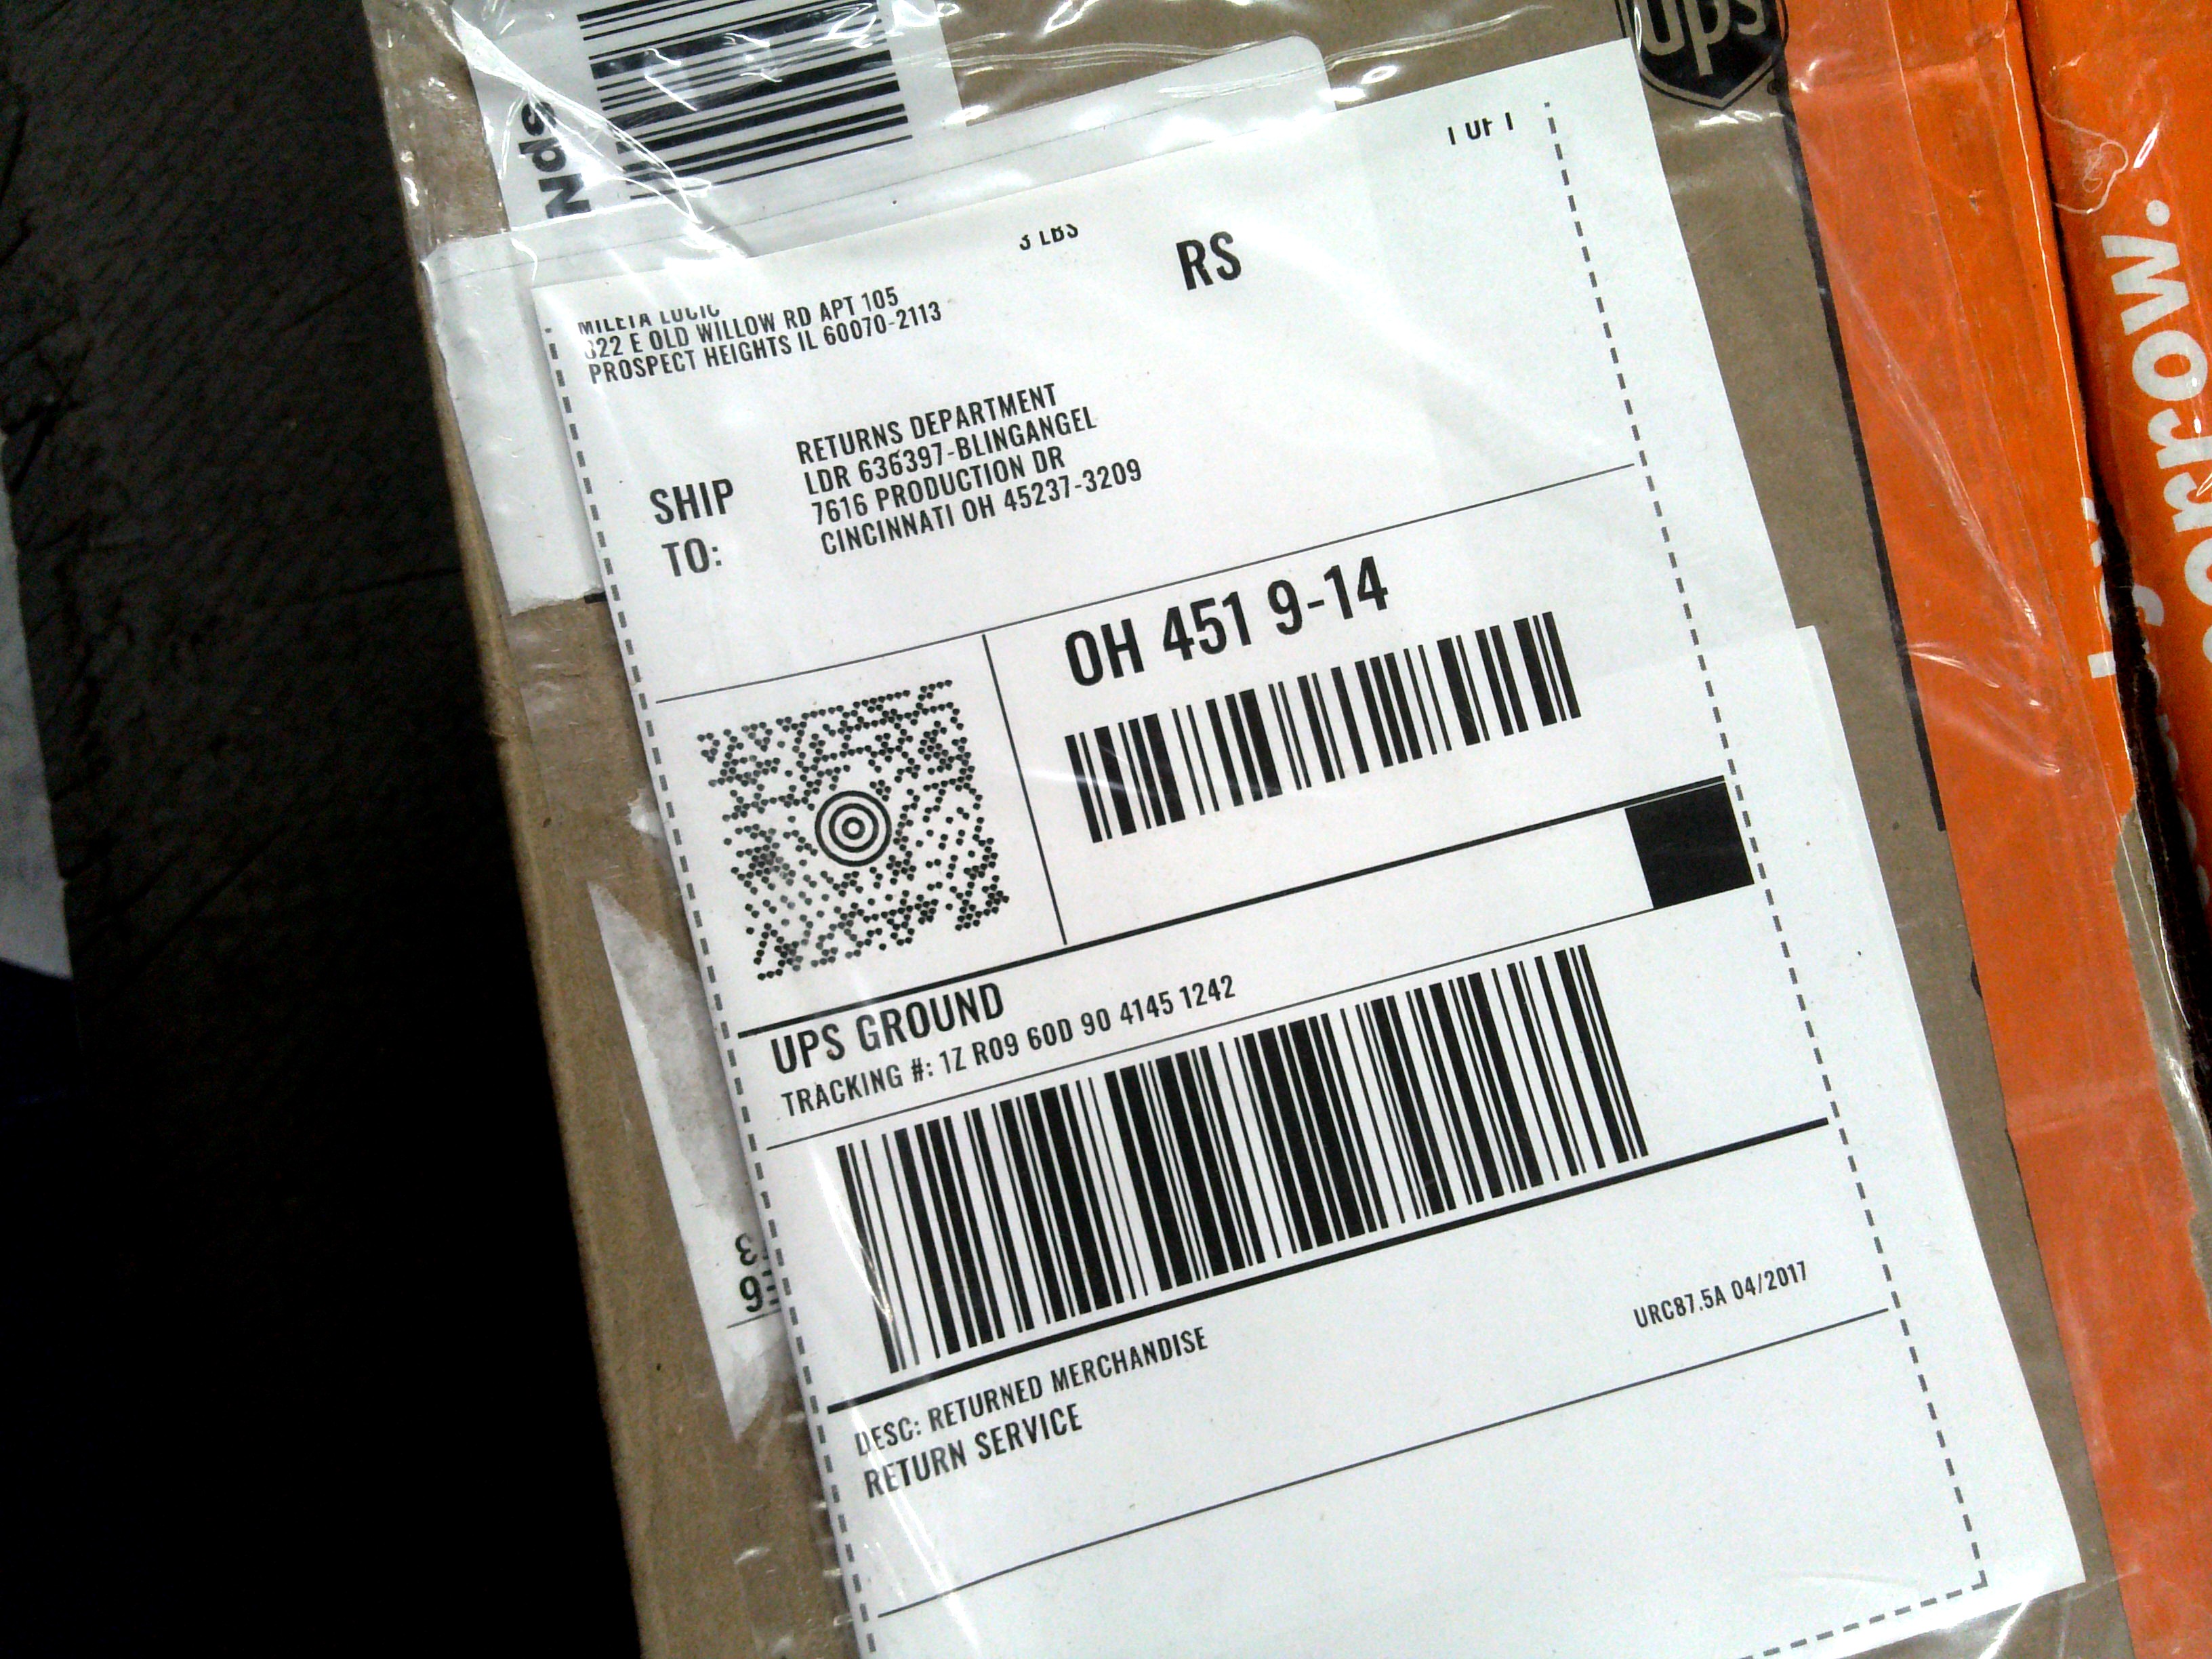 ups
1 OF 1
3 LBS
RS
MILETA LUCIC
822 E OLD WILLOW RD APT 105
PROSPECT HEIGHTS IL 60070-2113
SHIP
TO:
RETURNS DEPARTMENT
LDR 636397-BLINGANGEL
7616 PRODUCTION DR
CINCINNATI OH 45237-3209
OH 451 9-14
UPS GROUND
TRACKING #: 1Z R09 60D 90 4145 1242
DESC: RETURNED MERCHANDISE
RETURN SERVICE
URC87.5A 04/2017